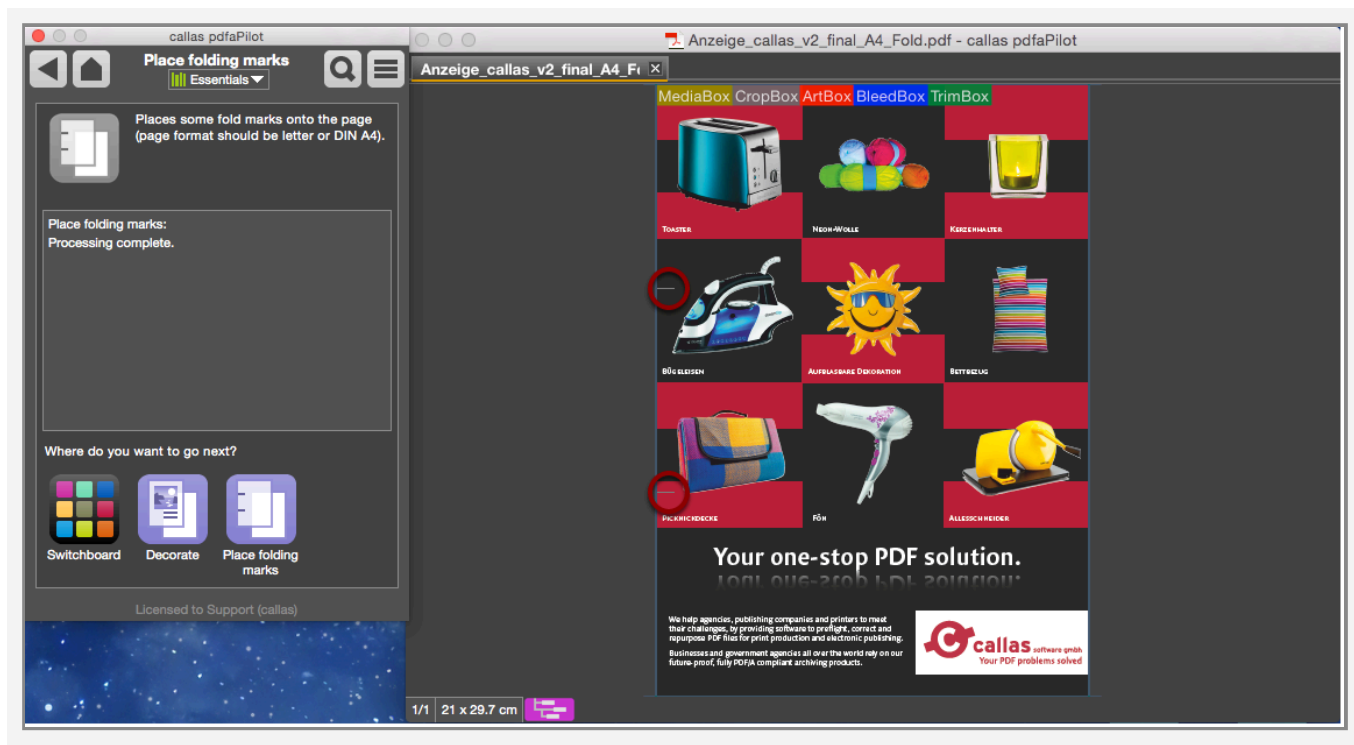 callas pdfaPilot
Place folding marks
Essentials
Places some fold marks onto the page
(page format should be letter or DIN A4).
Place folding marks:
Processing complete.
Where do you want to go next?
Switchboard
Decorate
Place folding
marks
Licensed to Support (callas)
Anzeige_callas_v2_final_A4_Fold.pdf - callas pdfaPilot
Anzeige_callas_v2_final_A4_F
MediaBox CropBox ArtBox BleedBox TrimBox
Toaster
Neon-Wolle
Kerzenhalter
Bügeleisen
Aufblasbare Dekoration
Bettbezug
Picknickdecke
Fön
Allesschneider
Your one-stop PDF solution.
We help agencies, publishing companies and printers to meet
their challenges, by providing software to preflight, correct and
repurpose PDF files for print production and electronic publishing.
Businesses and government agencies all over the world rely on our
future-proof, fully PDF/A compliant archiving products.
callas software gmbh
Your PDF problems solved
1/1 21 x 29.7 cm